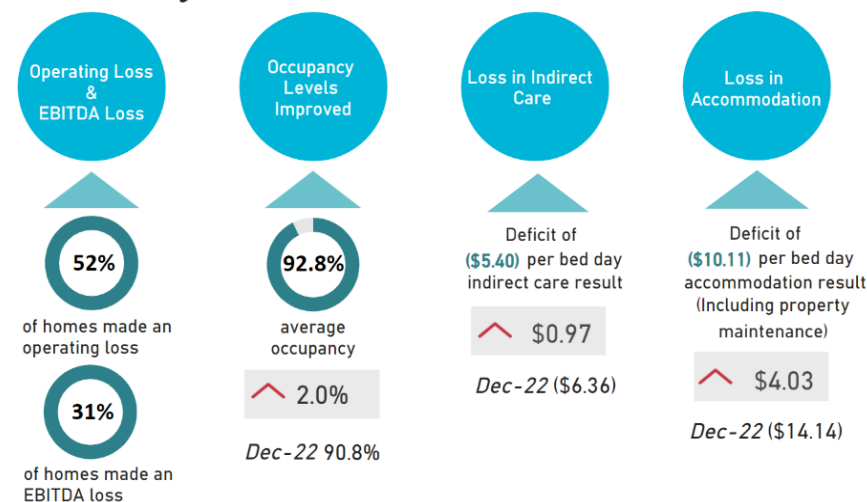 Operating Loss
&
EBITDA Loss
52%
of homes made an
operating loss
31%
of homes made an
EBITDA loss
Occupancy
Levels
Improved
92.8%
average
occupancy
2.0%
Dec-22 90.8%
Loss in Indirect
Care
Deficit of
($5.40) per bed day
indirect care result
$0.97
Dec-22 ($6.36)
Loss in
Accommodation
Deficit of
($10.11) per bed day
accommodation result
(Including property
maintenance)
$4.03
Dec-22 ($14.14)